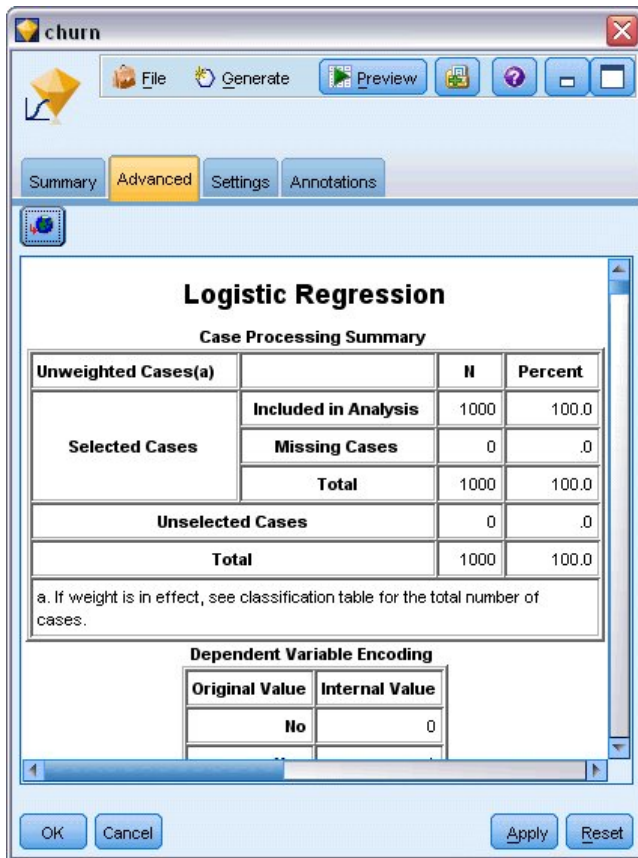 churn
File Generate Preview
Summary Advanced Settings Annotations
Logistic Regression
Case Processing Summary
Unweighted Cases(a) N Percent
Selected Cases Included in Analysis 1000 100.0
Missing Cases 0 .0
Total 1000 100.0
Unselected Cases 0 .0
Total 1000 100.0
a. If weight is in effect, see classification table for the total number of
cases.
Dependent Variable Encoding
Original Value Internal Value
No 0
OK Cancel Apply Reset